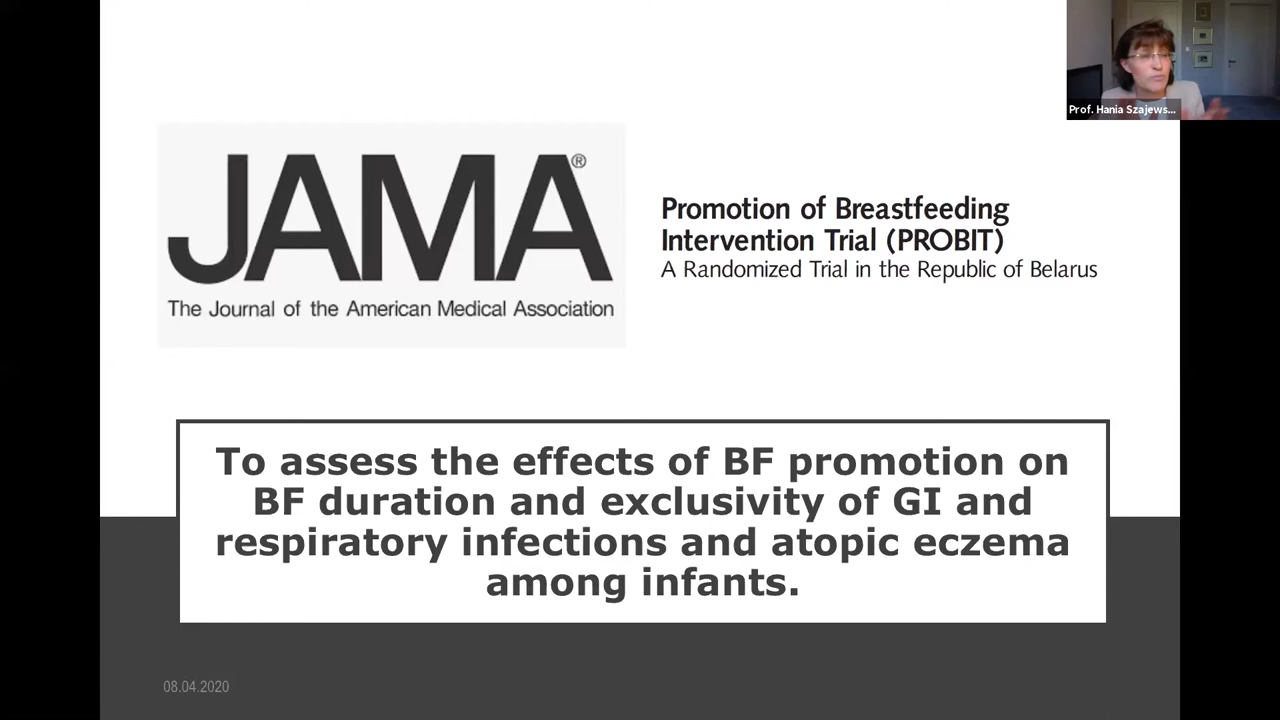 Prof. Hania Szajews...
JAMA®
The Journal of the American Medical Association
Promotion of Breastfeeding
Intervention Trial (PROBIT)
A Randomized Trial in the Republic of Belarus
To assess the effects of BF promotion on
BF duration and exclusivity of GI and
respiratory infections and atopic eczema
among infants.
08.04.2020